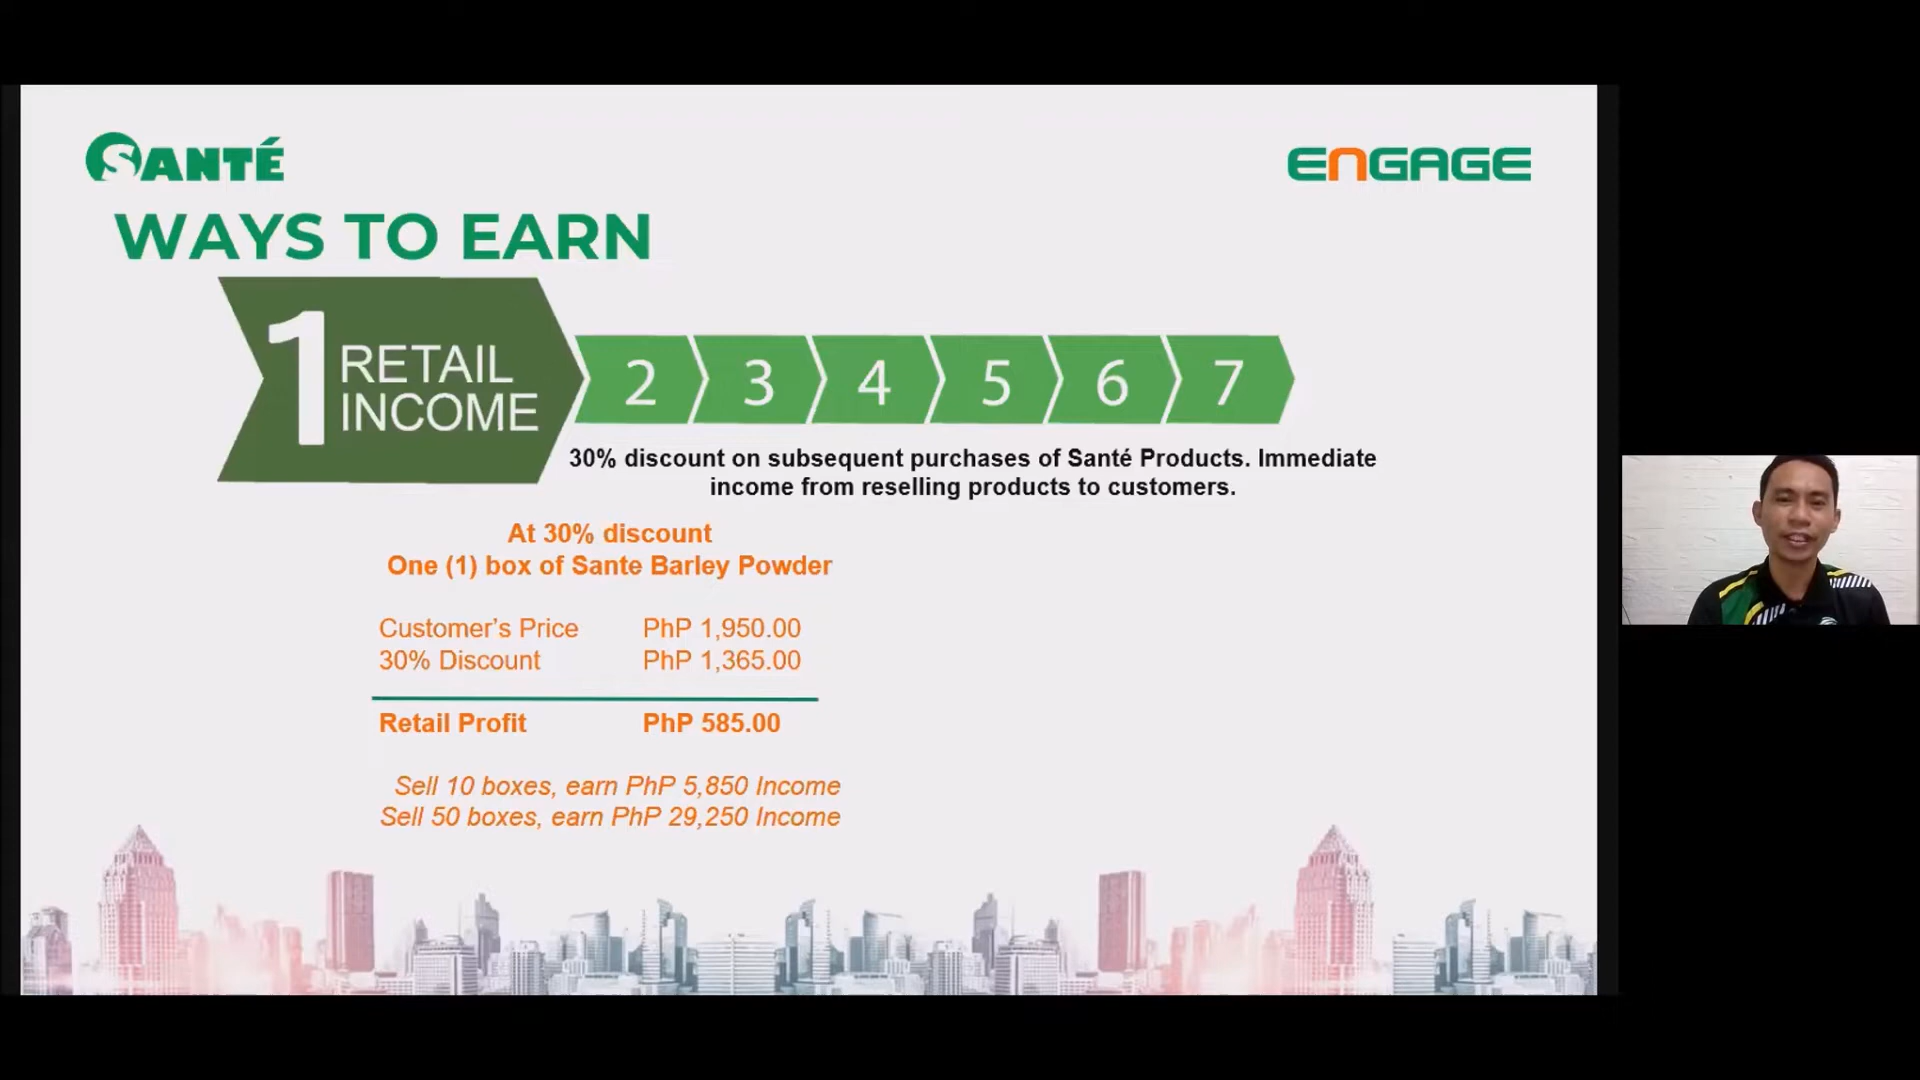 SANTÉ
ENGAGE
WAYS TO EARN
1 RETAIL
INCOME
2 3 4 5 6 7
30% discount on subsequent purchases of Santé Products. Immediate
income from reselling products to customers.
At 30% discount
One (1) box of Sante Barley Powder
Customer's Price PhP 1,950.00
30% Discount PhP 1,365.00
Retail Profit PhP 585.00
Sell 10 boxes, earn PhP 5,850 Income
Sell 50 boxes, earn PhP 29,250 Income